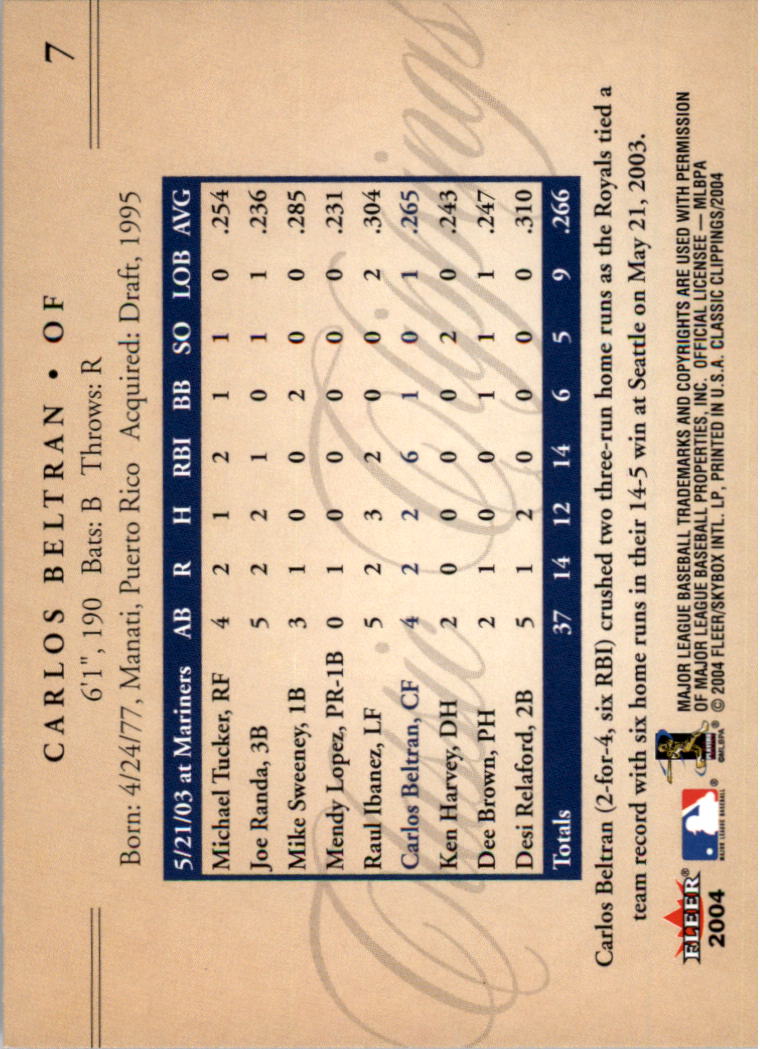 7
CARLOS BELTRAN • OF
6'1", 190 Bats: B Throws: R
Born: 4/24/77, Manati, Puerto Rico Acquired: Draft, 1995
5/21/03 at Mariners AB R H RBI BB SO LOB AVG
Michael Tucker, RF 4 2 1 2 1 1 0 .254
Joe Randa, 3B 5 2 2 1 0 1 1 .236
Mike Sweeney, 1B 3 1 0 0 2 0 0 .285
Mendy Lopez, PR-1B 0 1 0 0 0 0 0 .231
Raul Ibanez, LF 5 2 3 2 0 0 2 .304
Carlos Beltran, CF 4 2 2 6 1 0 1 .265
Ken Harvey, DH 2 0 0 0 0 2 0 .243
Dee Brown, PH 2 1 0 0 1 1 1 .247
Desi Relaford, 2B 5 1 2 0 0 0 0 .310
Totals 37 14 12 14 6 5 9 .266
Classic Clippings
Carlos Beltran (2-for-4, six RBI) crushed two three-run home runs as the Royals tied a
team record with six home runs in their 14-5 win at Seattle on May 21, 2003.
FLEER®
2004
MAJOR LEAGUE BASEBALL ®
©MLBPA
MAJOR LEAGUE BASEBALL TRADEMARKS AND COPYRIGHTS ARE USED WITH PERMISSION
OF MAJOR LEAGUE BASEBALL PROPERTIES, INC. OFFICIAL LICENSEE — MLBPA
© 2004 FLEER/SKYBOX INTL. LP, PRINTED IN U.S.A. CLASSIC CLIPPINGS/2004